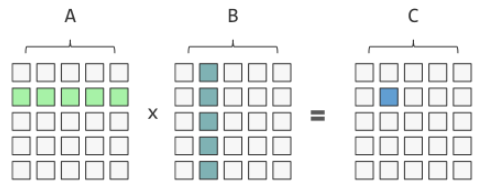 A B C
x =